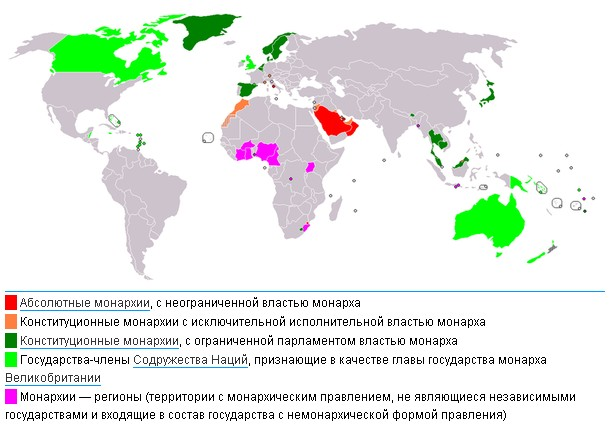 Абсолютные монархии, с неограниченной властью монарха
Конституционные монархии с исключительной исполнительной властью монарха
Конституционные монархии, с ограниченной парламентом властью монарха
Государства-члены Содружества Наций, признающие в качестве главы государства монарха
Великобритании
Монархии — регионы (территории с монархическим правлением, не являющиеся независимыми
государствами и входящие в состав государства с немонархической формой правления)